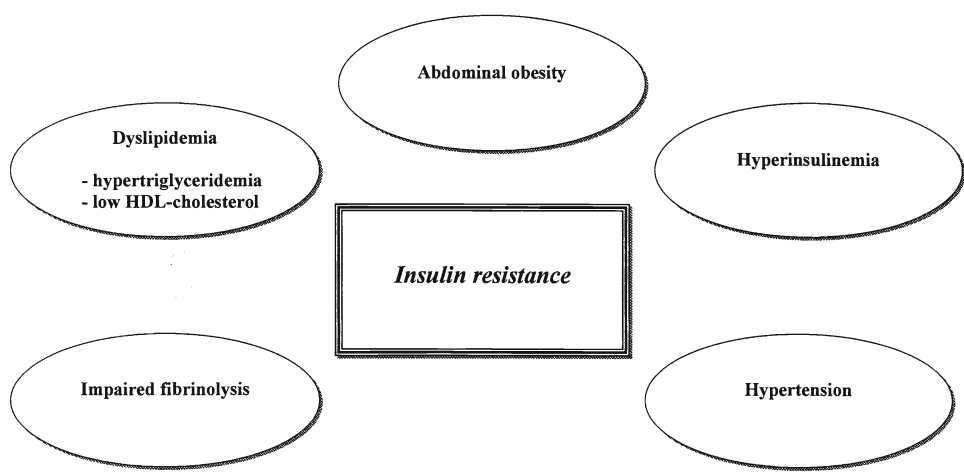 Abdominal obesity
Dyslipidemia
- hypertriglyceridemia
- low HDL-cholesterol
Hyperinsulinemia
Insulin resistance
Impaired fibrinolysis
Hypertension